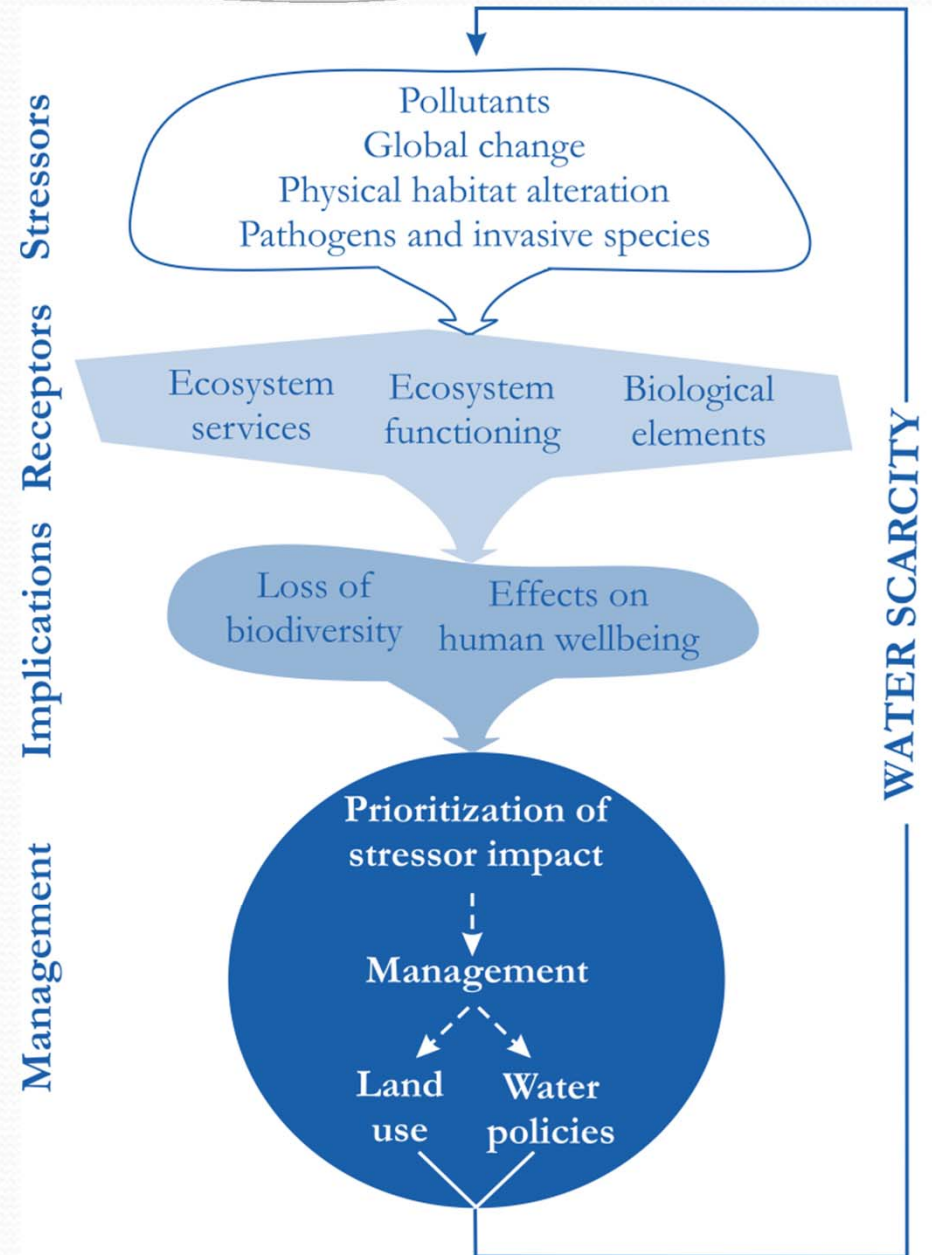 Stressors
Pollutants
Global change
Physical habitat alteration
Pathogens and invasive species
Receptors
Ecosystem
services
Ecosystem
functioning
Biological
elements
Implications
Loss of
biodiversity
Effects on
human wellbeing
Management
Prioritization of
stressor impact
Management
Land
use
Water
policies
WATER SCARCITY